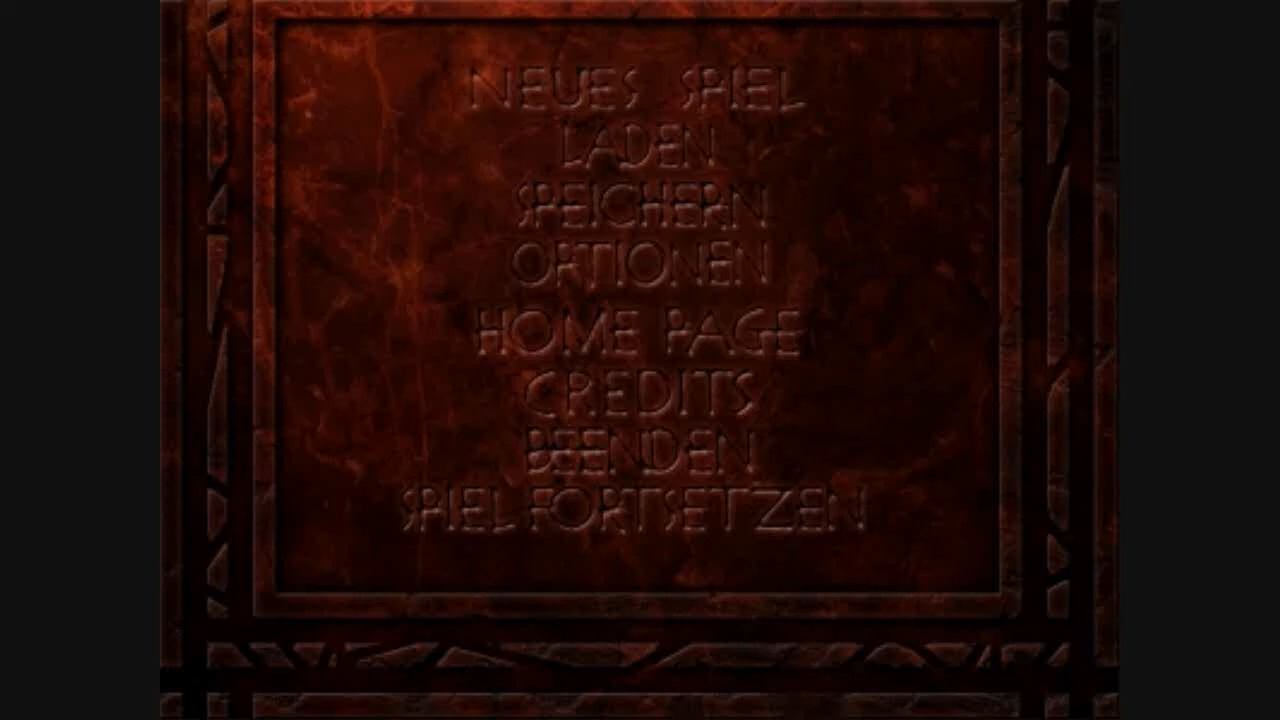 NEUES SPIEL
LADEN
SPEICHERN
OPTIONEN
HOME PAGE
CREDITS
BEENDEN
SPIEL FORTSETZEN